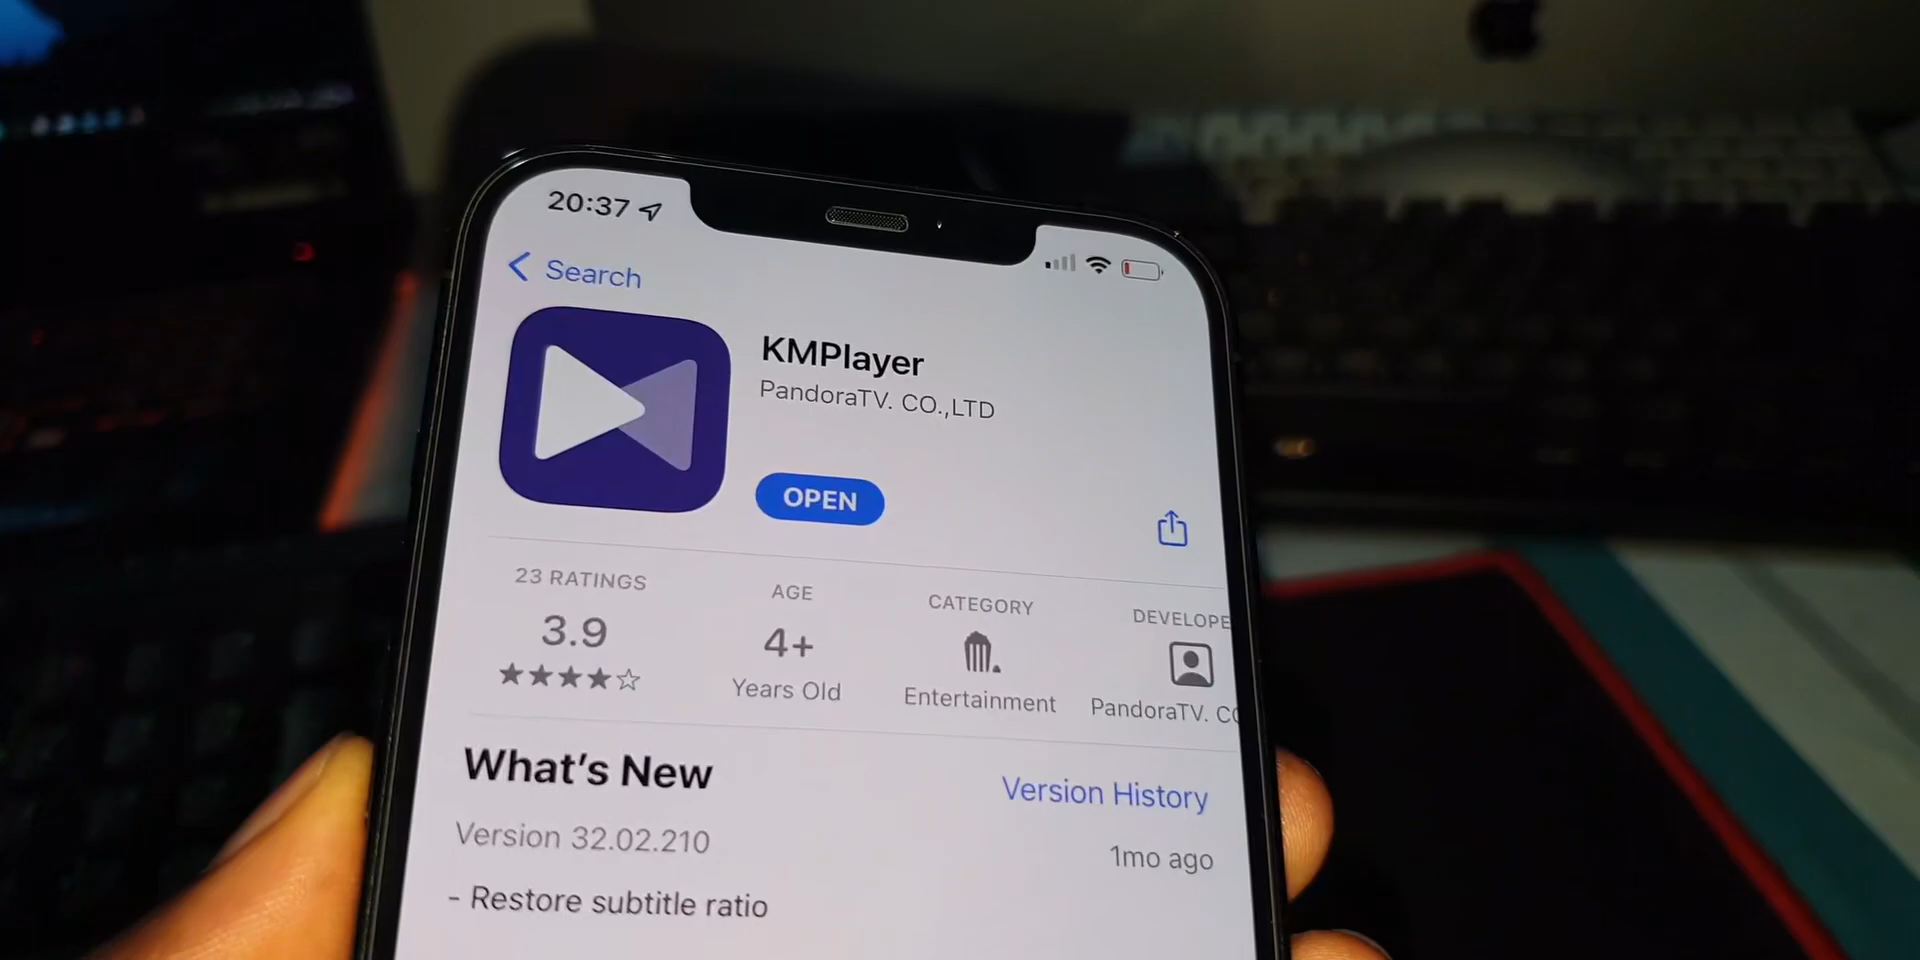 20:37
Search
KMPlayer
PandoraTV. CO.,LTD
OPEN
23 RATINGS
3.9
AGE
4+
Years Old
CATEGORY
Entertainment
DEVELOPE
PandoraTV. CO
What's New
Version History
Version 32.02.210
1mo ago
- Restore subtitle ratio